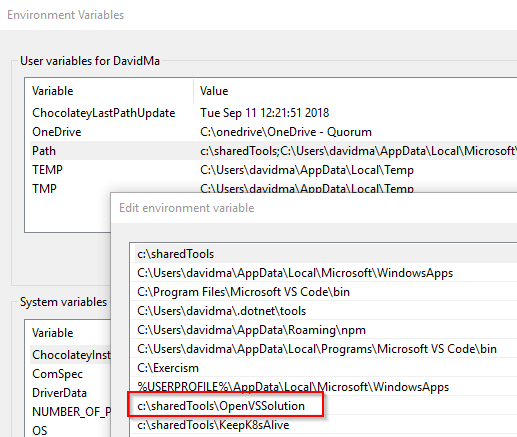 Environment Variables
User variables for DavidMa
Variable Value
ChocolateyLastPathUpdate Tue Sep 11 12:21:51 2018
OneDrive C:\onedrive\OneDrive - Quorum
Path c:\sharedTools;C:\Users\davidma\AppData\Local\Microsoft\
TEMP C:\Users\davidma\AppData\Local\Temp
TMP C:\Users\davidma\AppData\Local\Temp
Edit environment variable
c:\sharedTools
C:\Users\davidma\AppData\Local\Microsoft\WindowsApps
C:\Program Files\Microsoft VS Code\bin
C:\Users\davidma\.dotnet\tools
C:\Users\davidma\AppData\Roaming\npm
C:\Users\davidma\AppData\Local\Programs\Microsoft VS Code\bin
C:\Exercism
%USERPROFILE%\AppData\Local\Microsoft\WindowsApps
c:\sharedTools\OpenVSSolution
c:\sharedTools\KeepK8sAlive
System variables
Variable
ChocolateyInst
ComSpec
DriverData
NUMBER_OF_P
OS